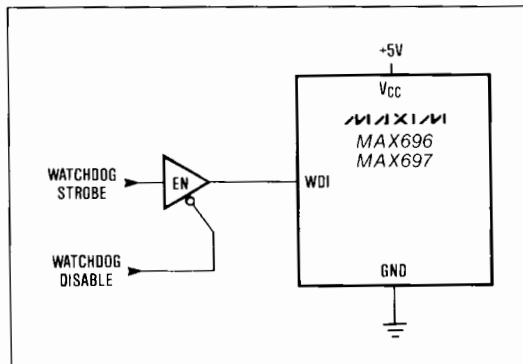 +5V
VCC
MAXIM
MAX696
MAX697
WATCHDOG
STROBE
EN
WDI
WATCHDOG
DISABLE
GND